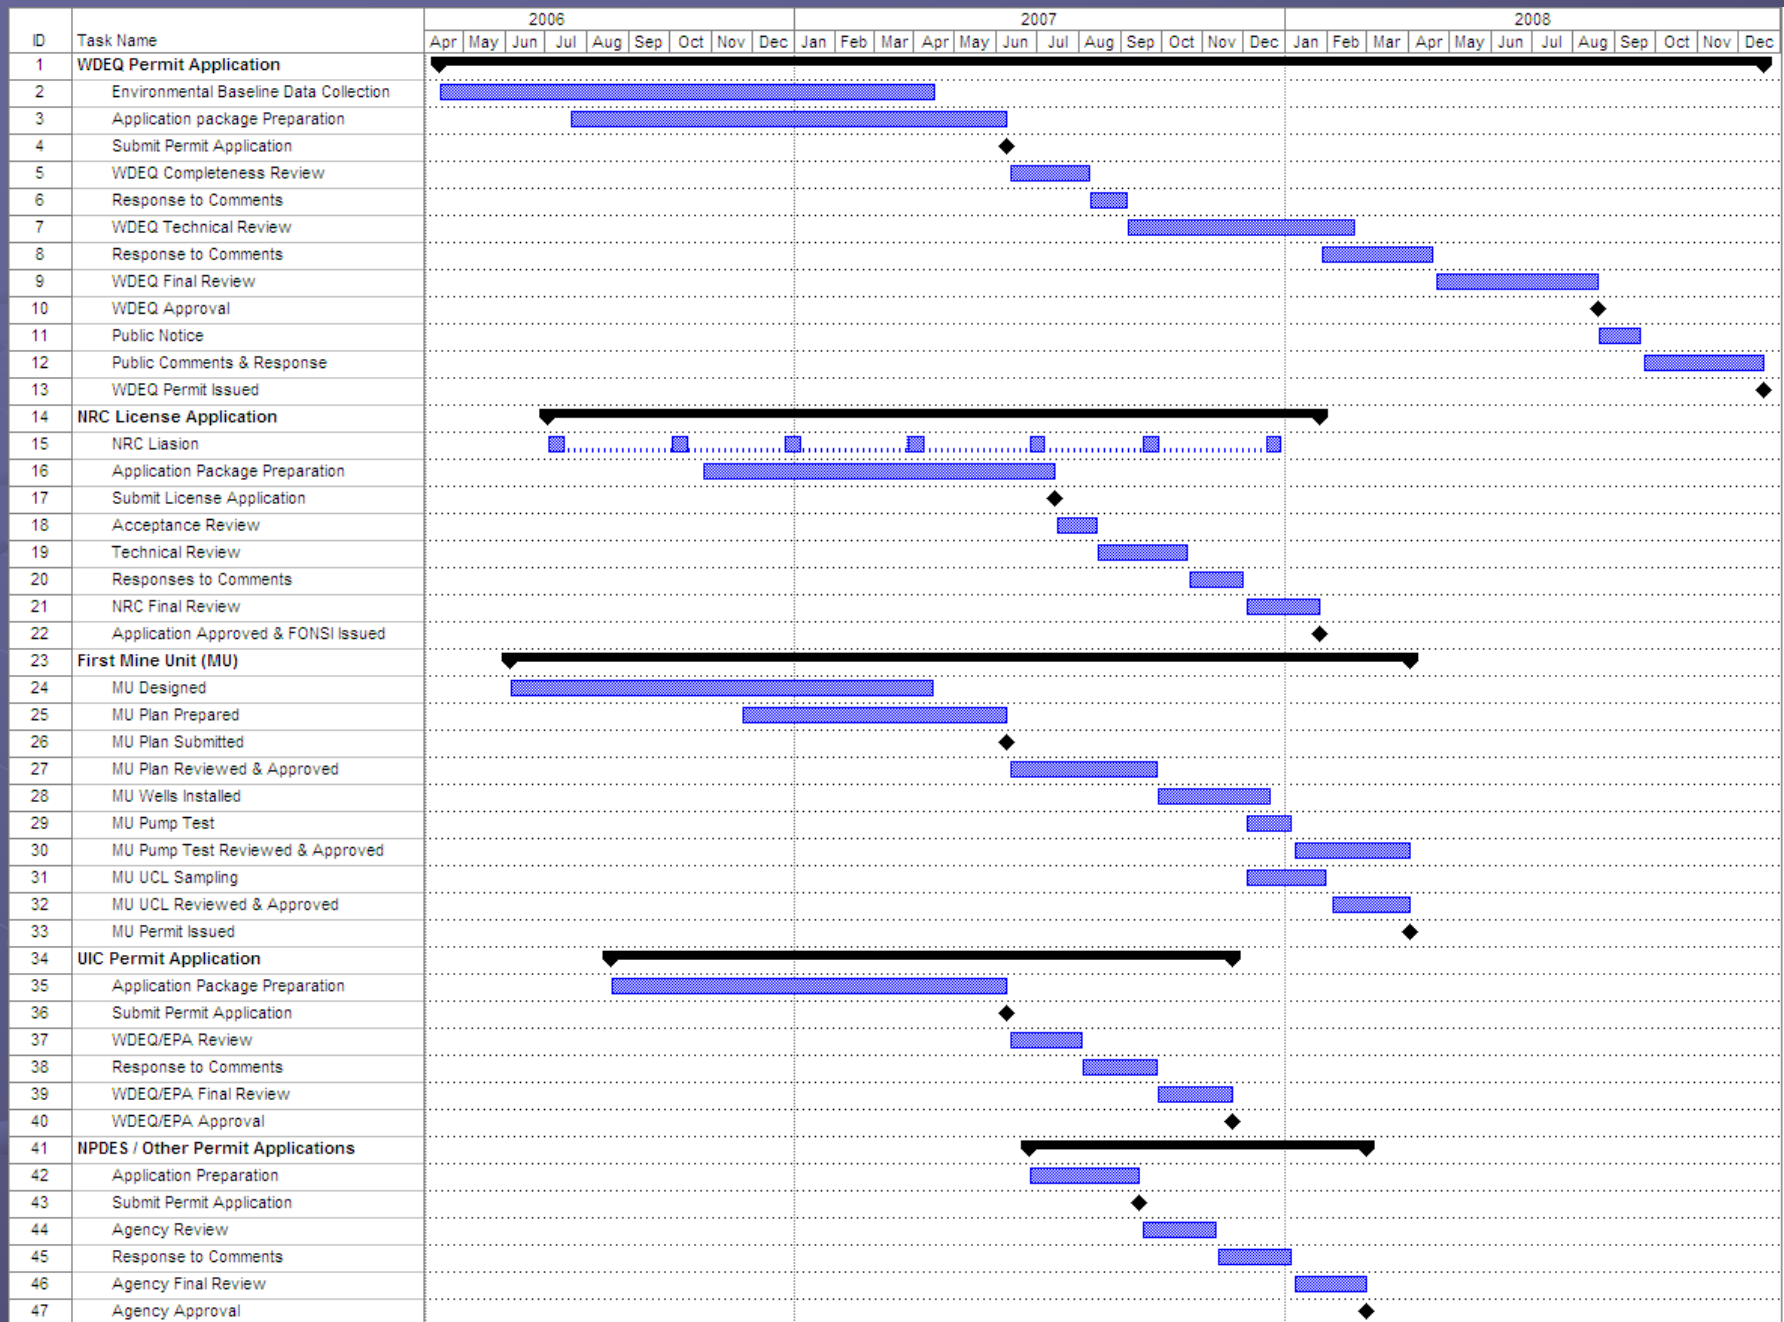 2006 2007 2008
ID Task Name Apr May Jun Jul Aug Sep Oct Nov Dec Jan Feb Mar Apr May Jun Jul Aug Sep Oct Nov Dec Jan Feb Mar Apr May Jun Jul Aug Sep Oct Nov Dec
1 WDEQ Permit Application
2 Environmental Baseline Data Collection
3 Application package Preparation
4 Submit Permit Application
5 WDEQ Completeness Review
6 Response to Comments
7 WDEQ Technical Review
8 Response to Comments
9 WDEQ Final Review
10 WDEQ Approval
11 Public Notice
12 Public Comments & Response
13 WDEQ Permit Issued
14 NRC License Application
15 NRC Liasion
16 Application Package Preparation
17 Submit License Application
18 Acceptance Review
19 Technical Review
20 Responses to Comments
21 NRC Final Review
22 Application Approved & FONSI Issued
23 First Mine Unit (MU)
24 MU Designed
25 MU Plan Prepared
26 MU Plan Submitted
27 MU Plan Reviewed & Approved
28 MU Wells Installed
29 MU Pump Test
30 MU Pump Test Reviewed & Approved
31 MU UCL Sampling
32 MU UCL Reviewed & Approved
33 MU Permit Issued
34 UIC Permit Application
35 Application Package Preparation
36 Submit Permit Application
37 WDEQ/EPA Review
38 Response to Comments
39 WDEQ/EPA Final Review
40 WDEQ/EPA Approval
41 NPDES / Other Permit Applications
42 Application Preparation
43 Submit Permit Application
44 Agency Review
45 Response to Comments
46 Agency Final Review
47 Agency Approval